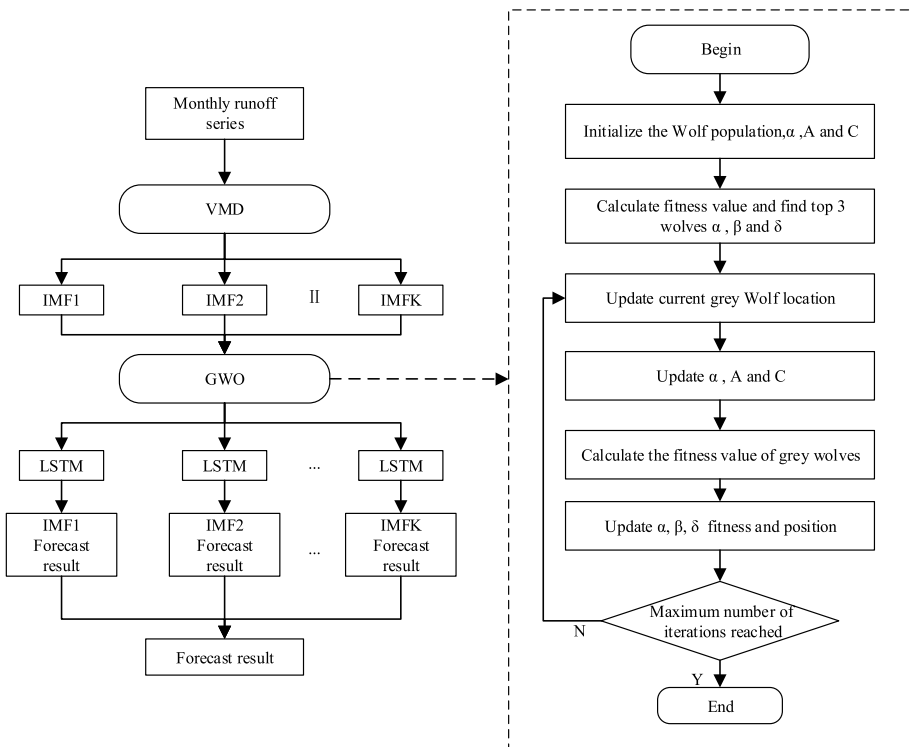 Monthly runoff
series
VMD
IMF1
IMF2
II
IMFK
GWO
LSTM
LSTM
...
LSTM
IMF1
Forecast
result
IMF2
Forecast
result
...
IMFK
Forecast
result
Forecast result
Begin
Initialize the Wolf population,α ,A and C
Calculate fitness value and find top 3
wolves α , β and δ
Update current grey Wolf location
Update α , A and C
Calculate the fitness value of grey wolves
Update α, β, δ fitness and position
Maximum number of
iterations reached
N
Y
End